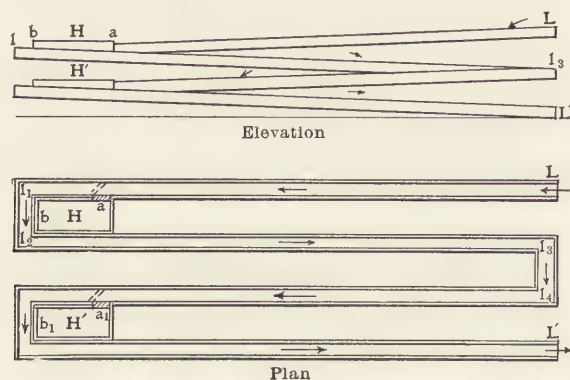 H
b
a
L
l
H'
l₃
L'
Elevation
L
l₁
a
b
H
l₂
l₃
l₄
a₁
b₁
H'
L'
Plan